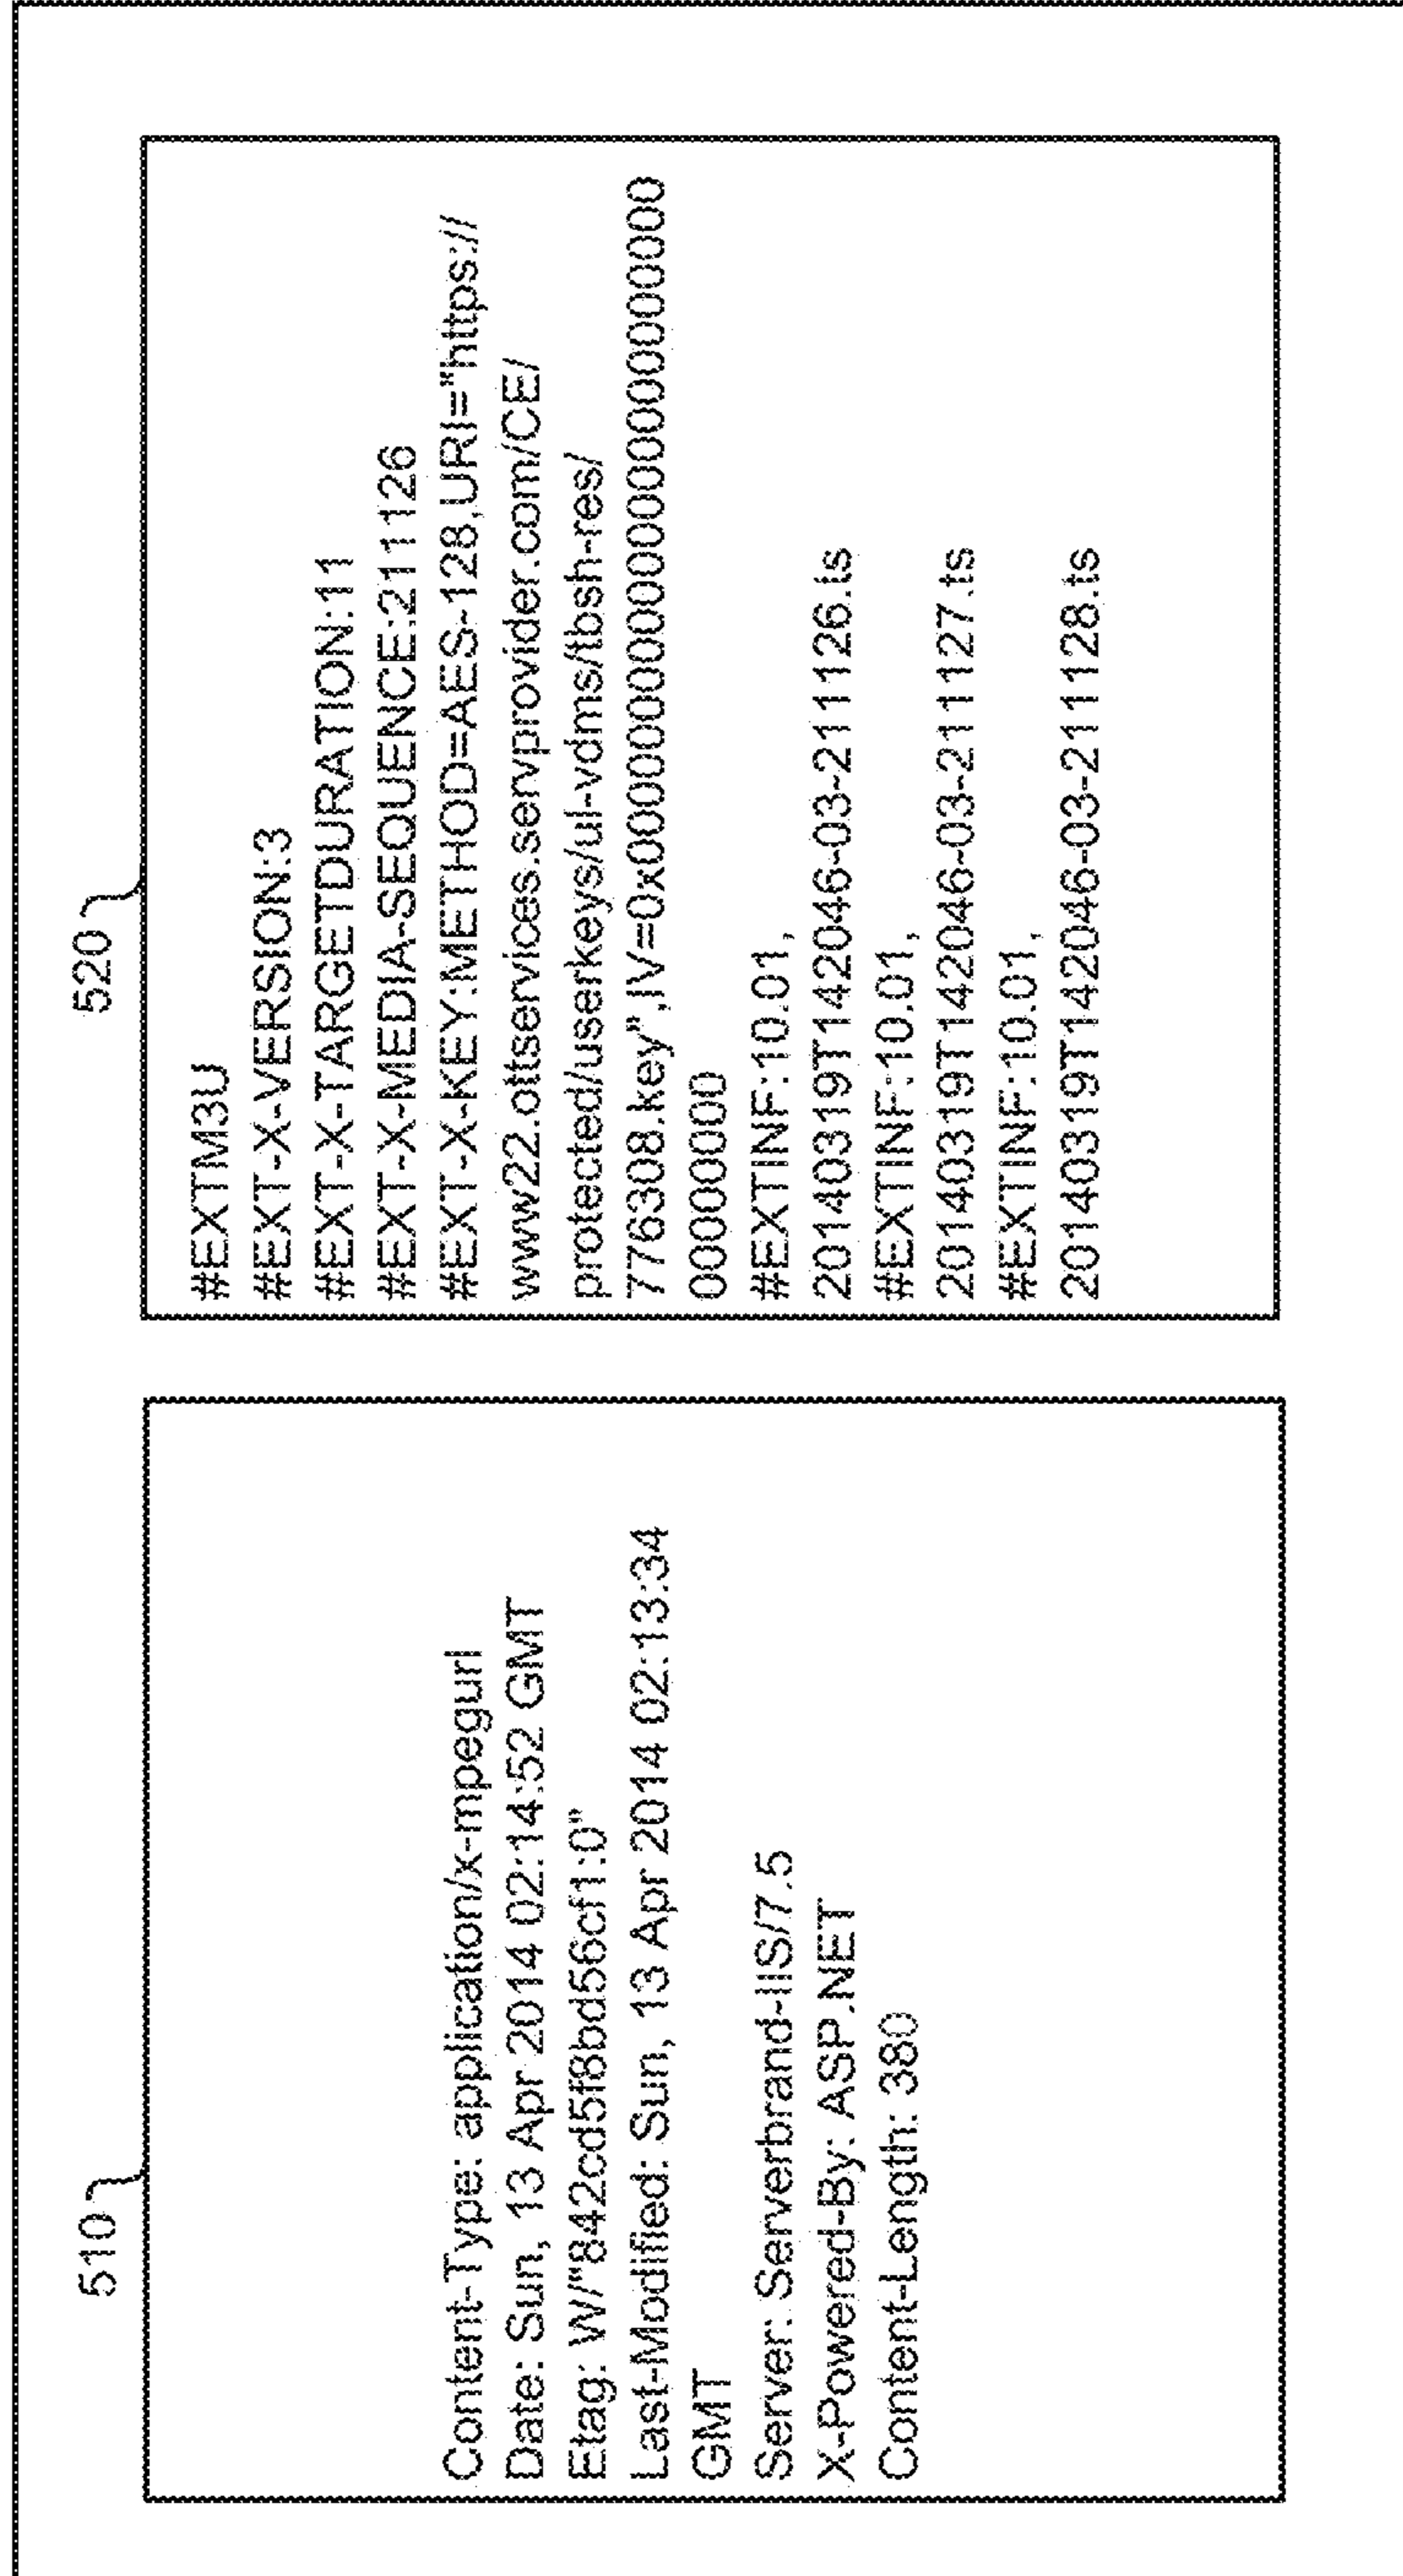 510
Content-Type: application/x-mpegurl
Date: Sun, 13 Apr 2014 02:14:52 GMT
Etag: W/"842cd5f8bd56cf1:0"
Last-Modified: Sun, 13 Apr 2014 02:13:34
GMT
Server: Serverbrand-IIS/7.5
X-Powered-By: ASP.NET
Content-Length: 380
520
#EXTM3U
#EXT-X-VERSION:3
#EXT-X-TARGETDURATION:11
#EXT-X-MEDIA-SEQUENCE:211126
#EXT-X-KEY:METHOD=AES-128,URI="https://
www22.ottservices.servprovider.com/CE/
protected/userkeys/ul-vdms/tbsh-res/
776308.key",IV=0x000000000000000000000000
00000000
#EXTINF:10.01,
20140319T142046-03-211126.ts
#EXTINF:10.01,
20140319T142046-03-211127.ts
#EXTINF:10.01,
20140319T142046-03-211128.ts